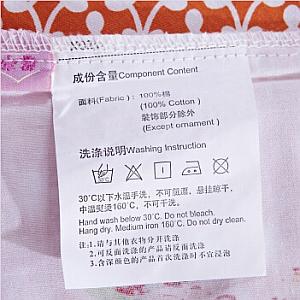 成份含量Component Content
面料(Fabric): 100%棉
(100% Cotton)
装饰部分除外
(Except ornament)
洗涤说明Washing Instruction
30℃以下水温手洗，不可氯漂，悬挂晾干，
中温熨烫160℃，不可干洗。
Hand wash below 30℃. Do not bleach.
Hang dry. Medium iron 160℃. Do not dry clean.
注：
1.请与其他衣物分开洗涤
2.可反面洗涤的产品请反面洗涤
3.含深颜色的产品首次洗涤时不宜浸泡